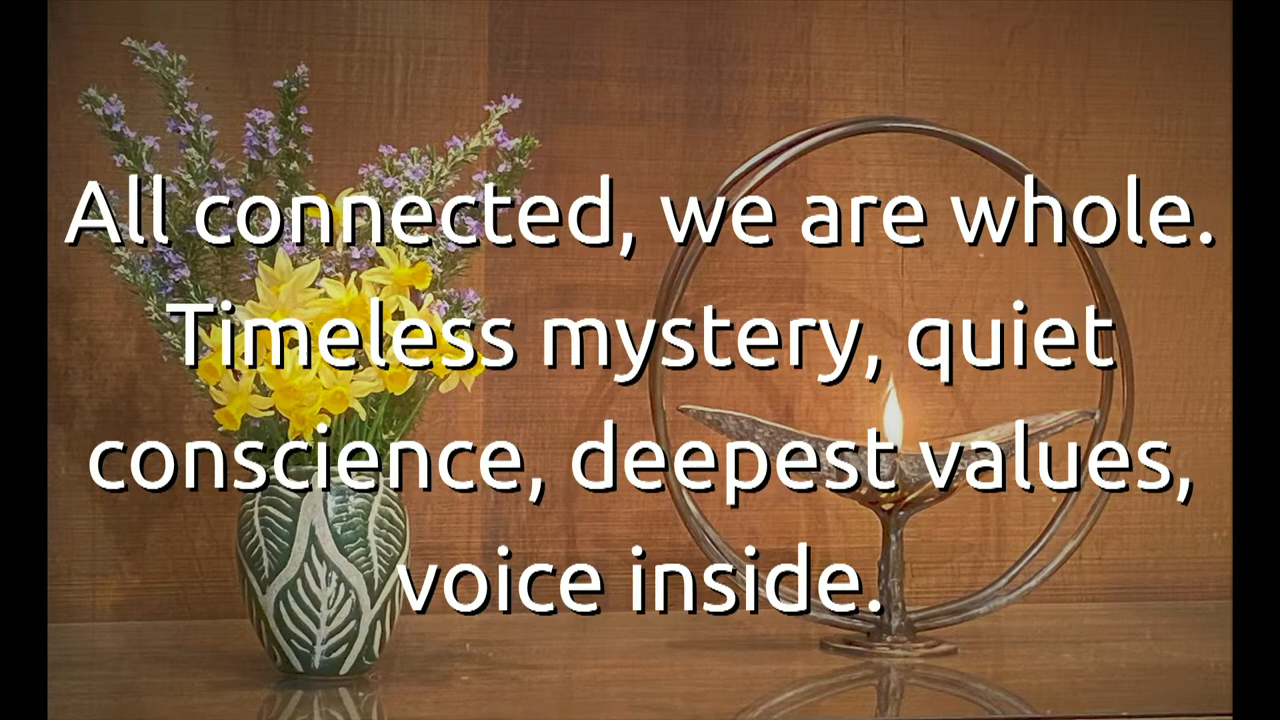 All connected, we are whole.
Timeless mystery, quiet
conscience, deepest values,
voice inside.